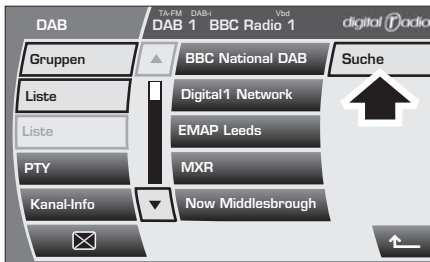 DAB
TA-FM DAB-i Vbd
DAB 1 BBC Radio 1
digital Radio
Gruppen
BBC National DAB
Suche
Liste
Digital1 Network
Liste
EMAP Leeds
PTY
MXR
Kanal-Info
Now Middlesbrough